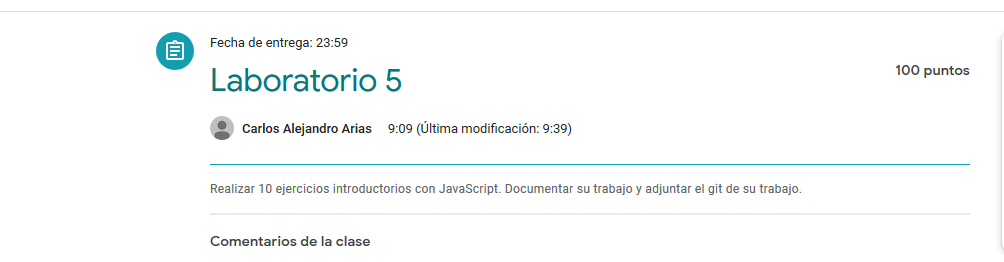 Fecha de entrega: 23:59
Laboratorio 5
100 puntos
Carlos Alejandro Arias 9:09 (Última modificación: 9:39)
Realizar 10 ejercicios introductorios con JavaScript. Documentar su trabajo y adjuntar el git de su trabajo.
Comentarios de la clase